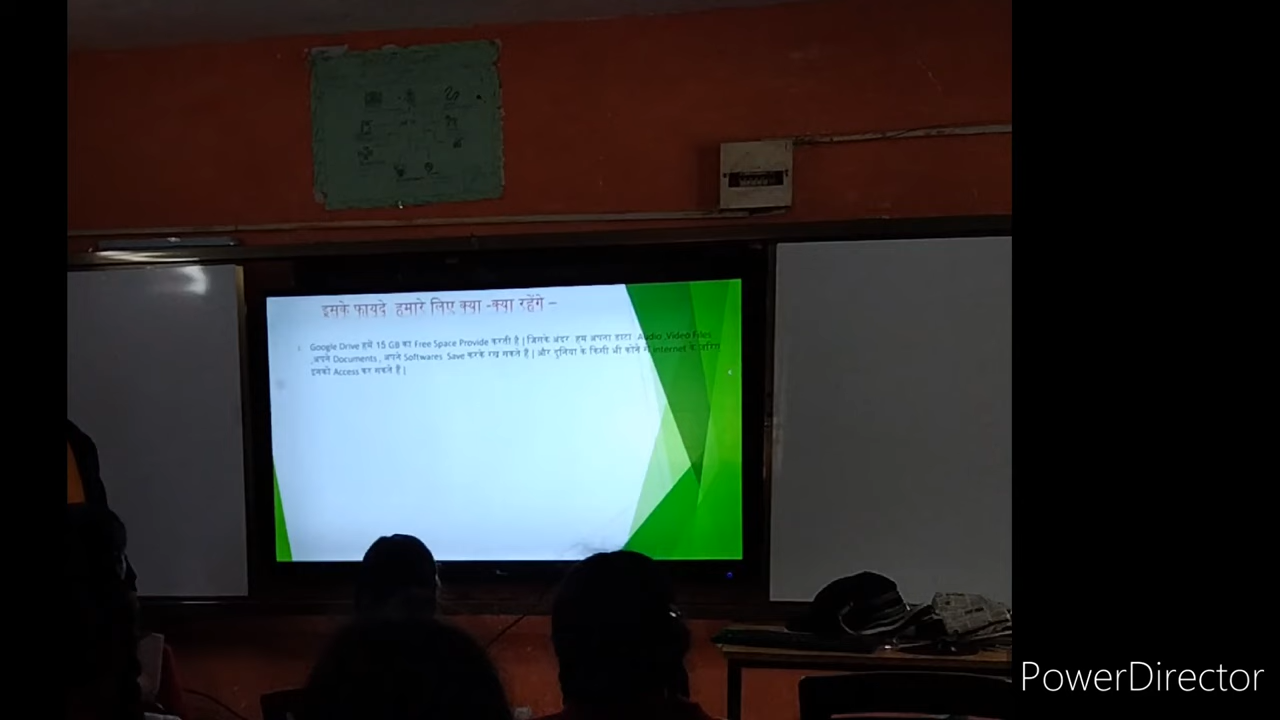 इसके फायदे हमारे लिए क्या -क्या रहेंगे –
Google Drive हमें 15 GB का Free Space Provide करती है | जिसके अंदर हम अपना डाटा Audio ,Video Files
,अपने Documents , अपने Softwares Save करके रख सकते हैं | और दुनिया के किसी भी कोने से internet के जरिए
इसको Access कर सकते हैं |
PowerDirector